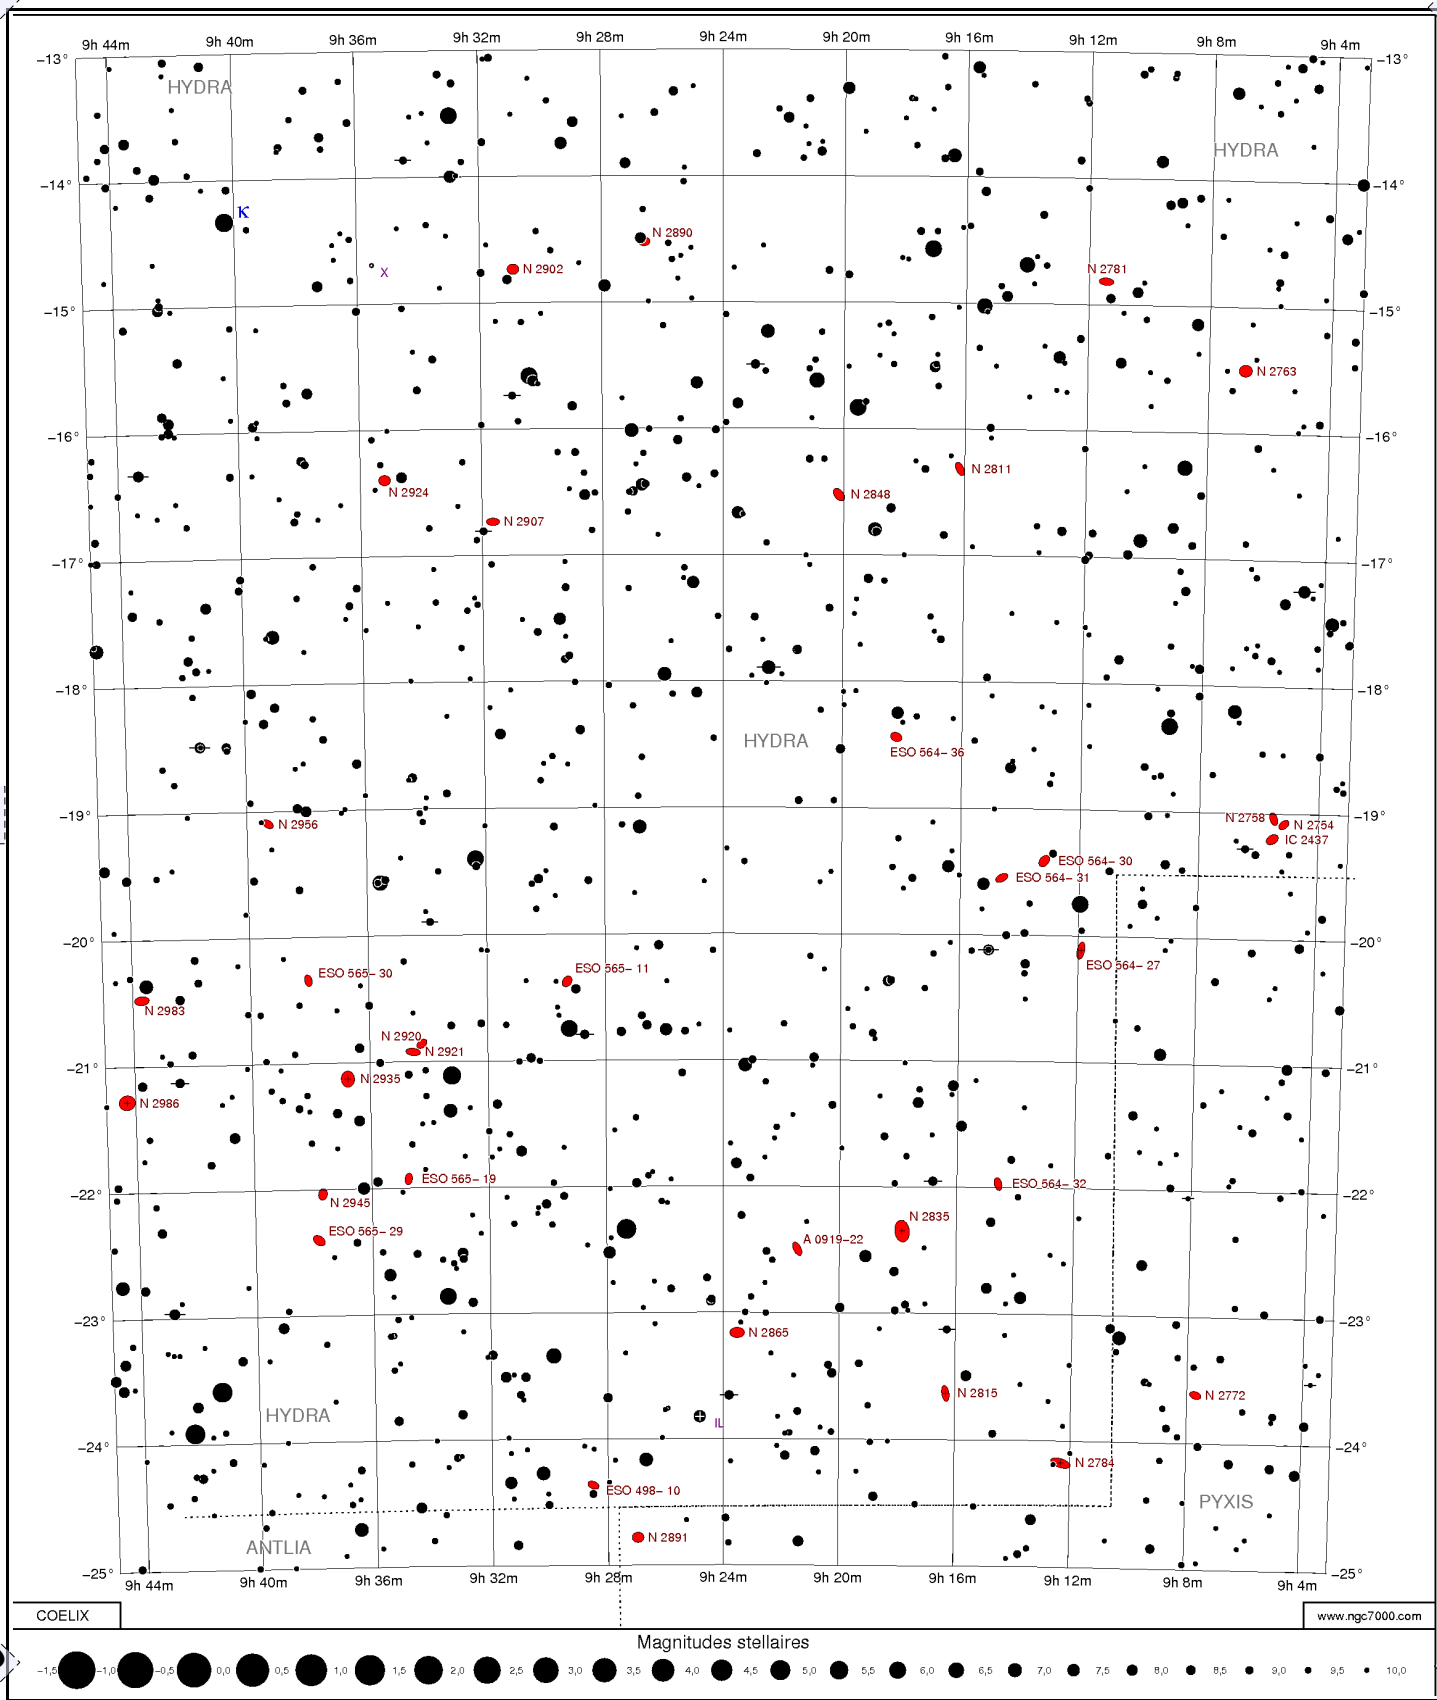 9h 44m 9h 40m 9h 36m 9h 32m 9h 28m 9h 24m 9h 20m 9h 16m 9h 12m 9h 8m 9h 4m
−13° −13°
HYDRA
HYDRA
−14° −14°
κ
N 2890
X N 2902 N 2781
−15° −15°
N 2763
−16° −16°
N 2811
N 2924 N 2848
N 2907
−17° −17°
−18° −18°
HYDRA
ESO 564− 36
−19° −19°
N 2956 N 2758 N 2754
IC 2437
ESO 564− 30
ESO 564− 31
−20° −20°
ESO 565− 30 ESO 565− 11 ESO 564− 27
N 2983
N 2920
N 2921
−21° −21°
N 2935
N 2986
ESO 565− 19 ESO 564− 32
−22° −22°
N 2945
N 2835
ESO 565− 29 A 0919−22
−23° −23°
N 2865
N 2815 N 2772
HYDRA IL
−24° −24°
N 2784
ESO 498− 10
PYXIS
N 2891
ANTLIA
−25° −25°
9h 44m 9h 40m 9h 36m 9h 32m 9h 28m 9h 24m 9h 20m 9h 16m 9h 12m 9h 8m 9h 4m
COELIX www.ngc7000.com
Magnitudes stellaires
−1,5 −1,0 −0,5 0,0 0,5 1,0 1,5 2,0 2,5 3,0 3,5 4,0 4,5 5,0 5,5 6,0 6,5 7,0 7,5 8,0 8,5 9,0 9,5 10,0